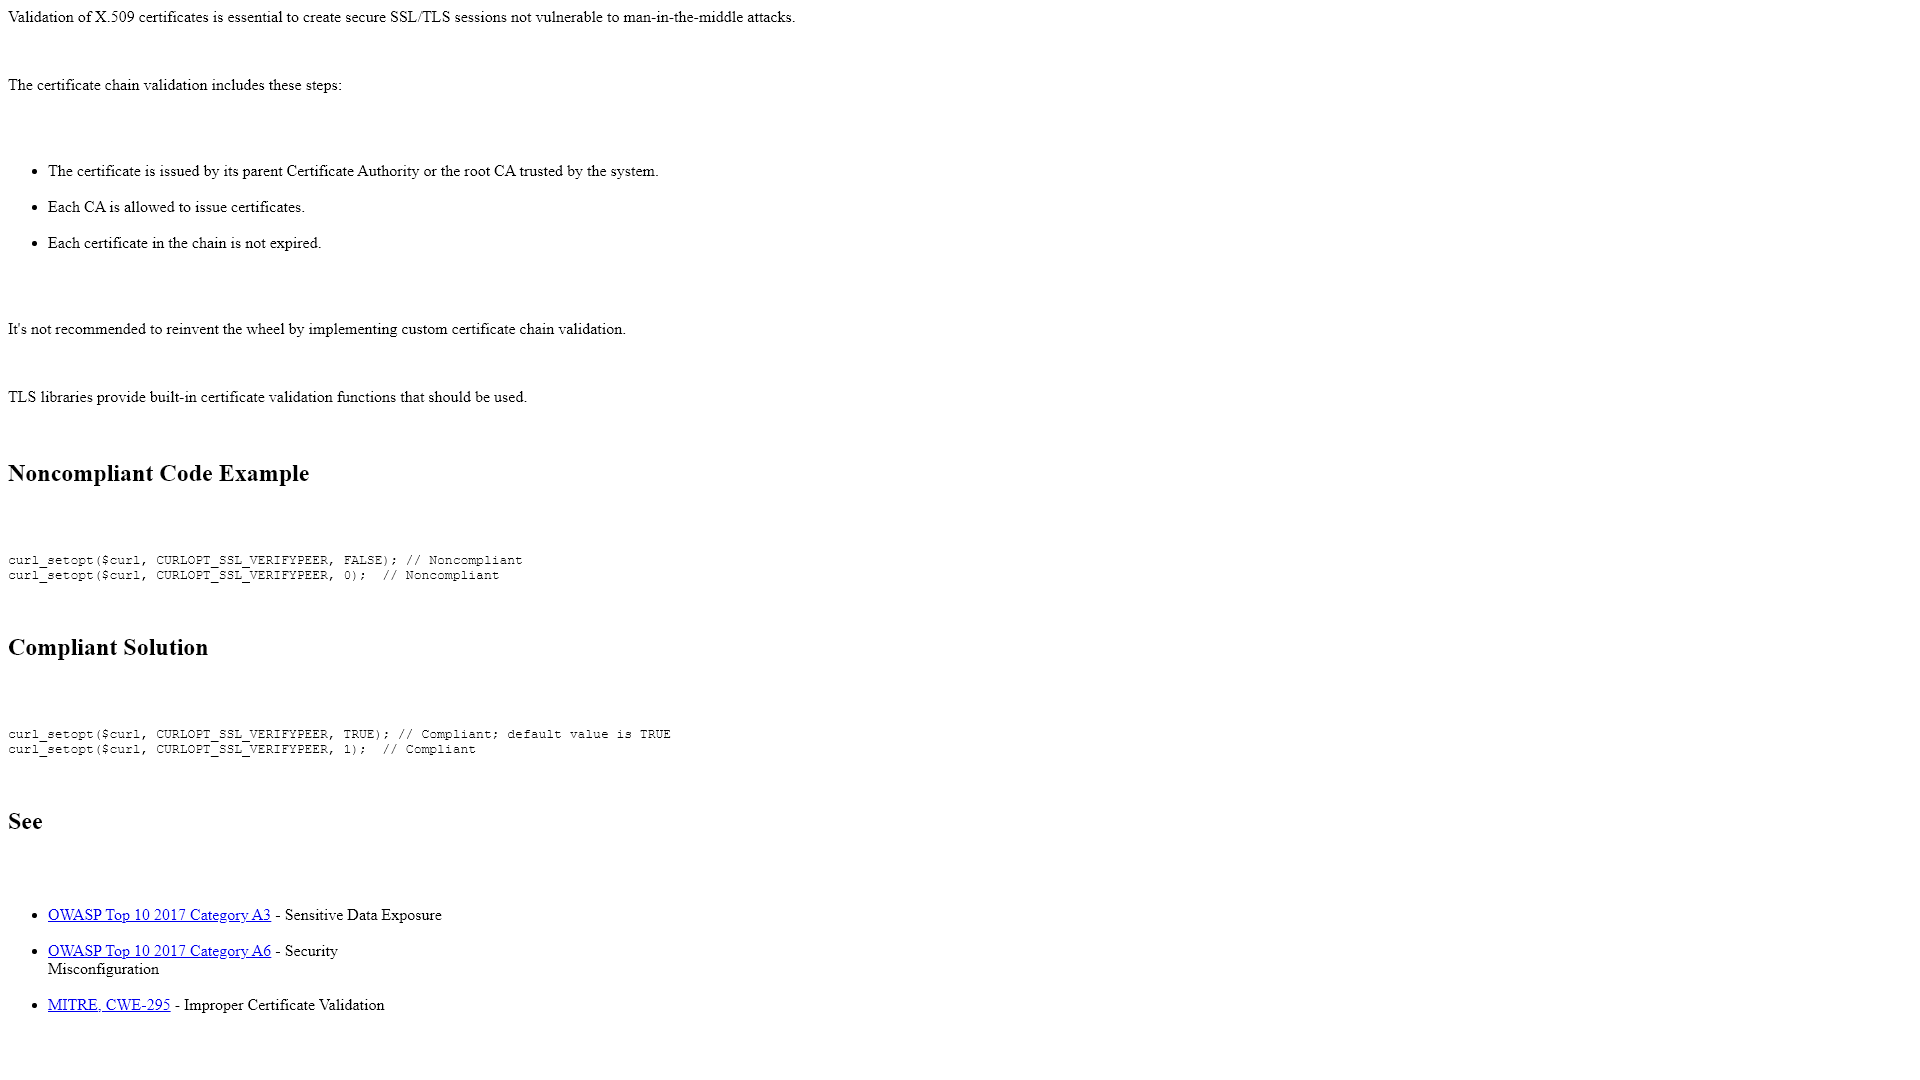 Validation of X.509 certificates is essential to create secure SSL/TLS sessions not vulnerable to man-in-the-middle attacks.
The certificate chain validation includes these steps:
The certificate is issued by its parent Certificate Authority or the root CA trusted by the system.
Each CA is allowed to issue certificates.
Each certificate in the chain is not expired.
It's not recommended to reinvent the wheel by implementing custom certificate chain validation.
TLS libraries provide built-in certificate validation functions that should be used.
Noncompliant Code Example
curl_setopt($curl, CURLOPT_SSL_VERIFYPEER, FALSE); // Noncompliant
curl_setopt($curl, CURLOPT_SSL_VERIFYPEER, 0);  // Noncompliant
Compliant Solution
curl_setopt($curl, CURLOPT_SSL_VERIFYPEER, TRUE); // Compliant; default value is TRUE
curl_setopt($curl, CURLOPT_SSL_VERIFYPEER, 1);  // Compliant
See
OWASP Top 10 2017 Category A3 - Sensitive Data Exposure
OWASP Top 10 2017 Category A6 - Security
Misconfiguration
MITRE, CWE-295 - Improper Certificate Validation